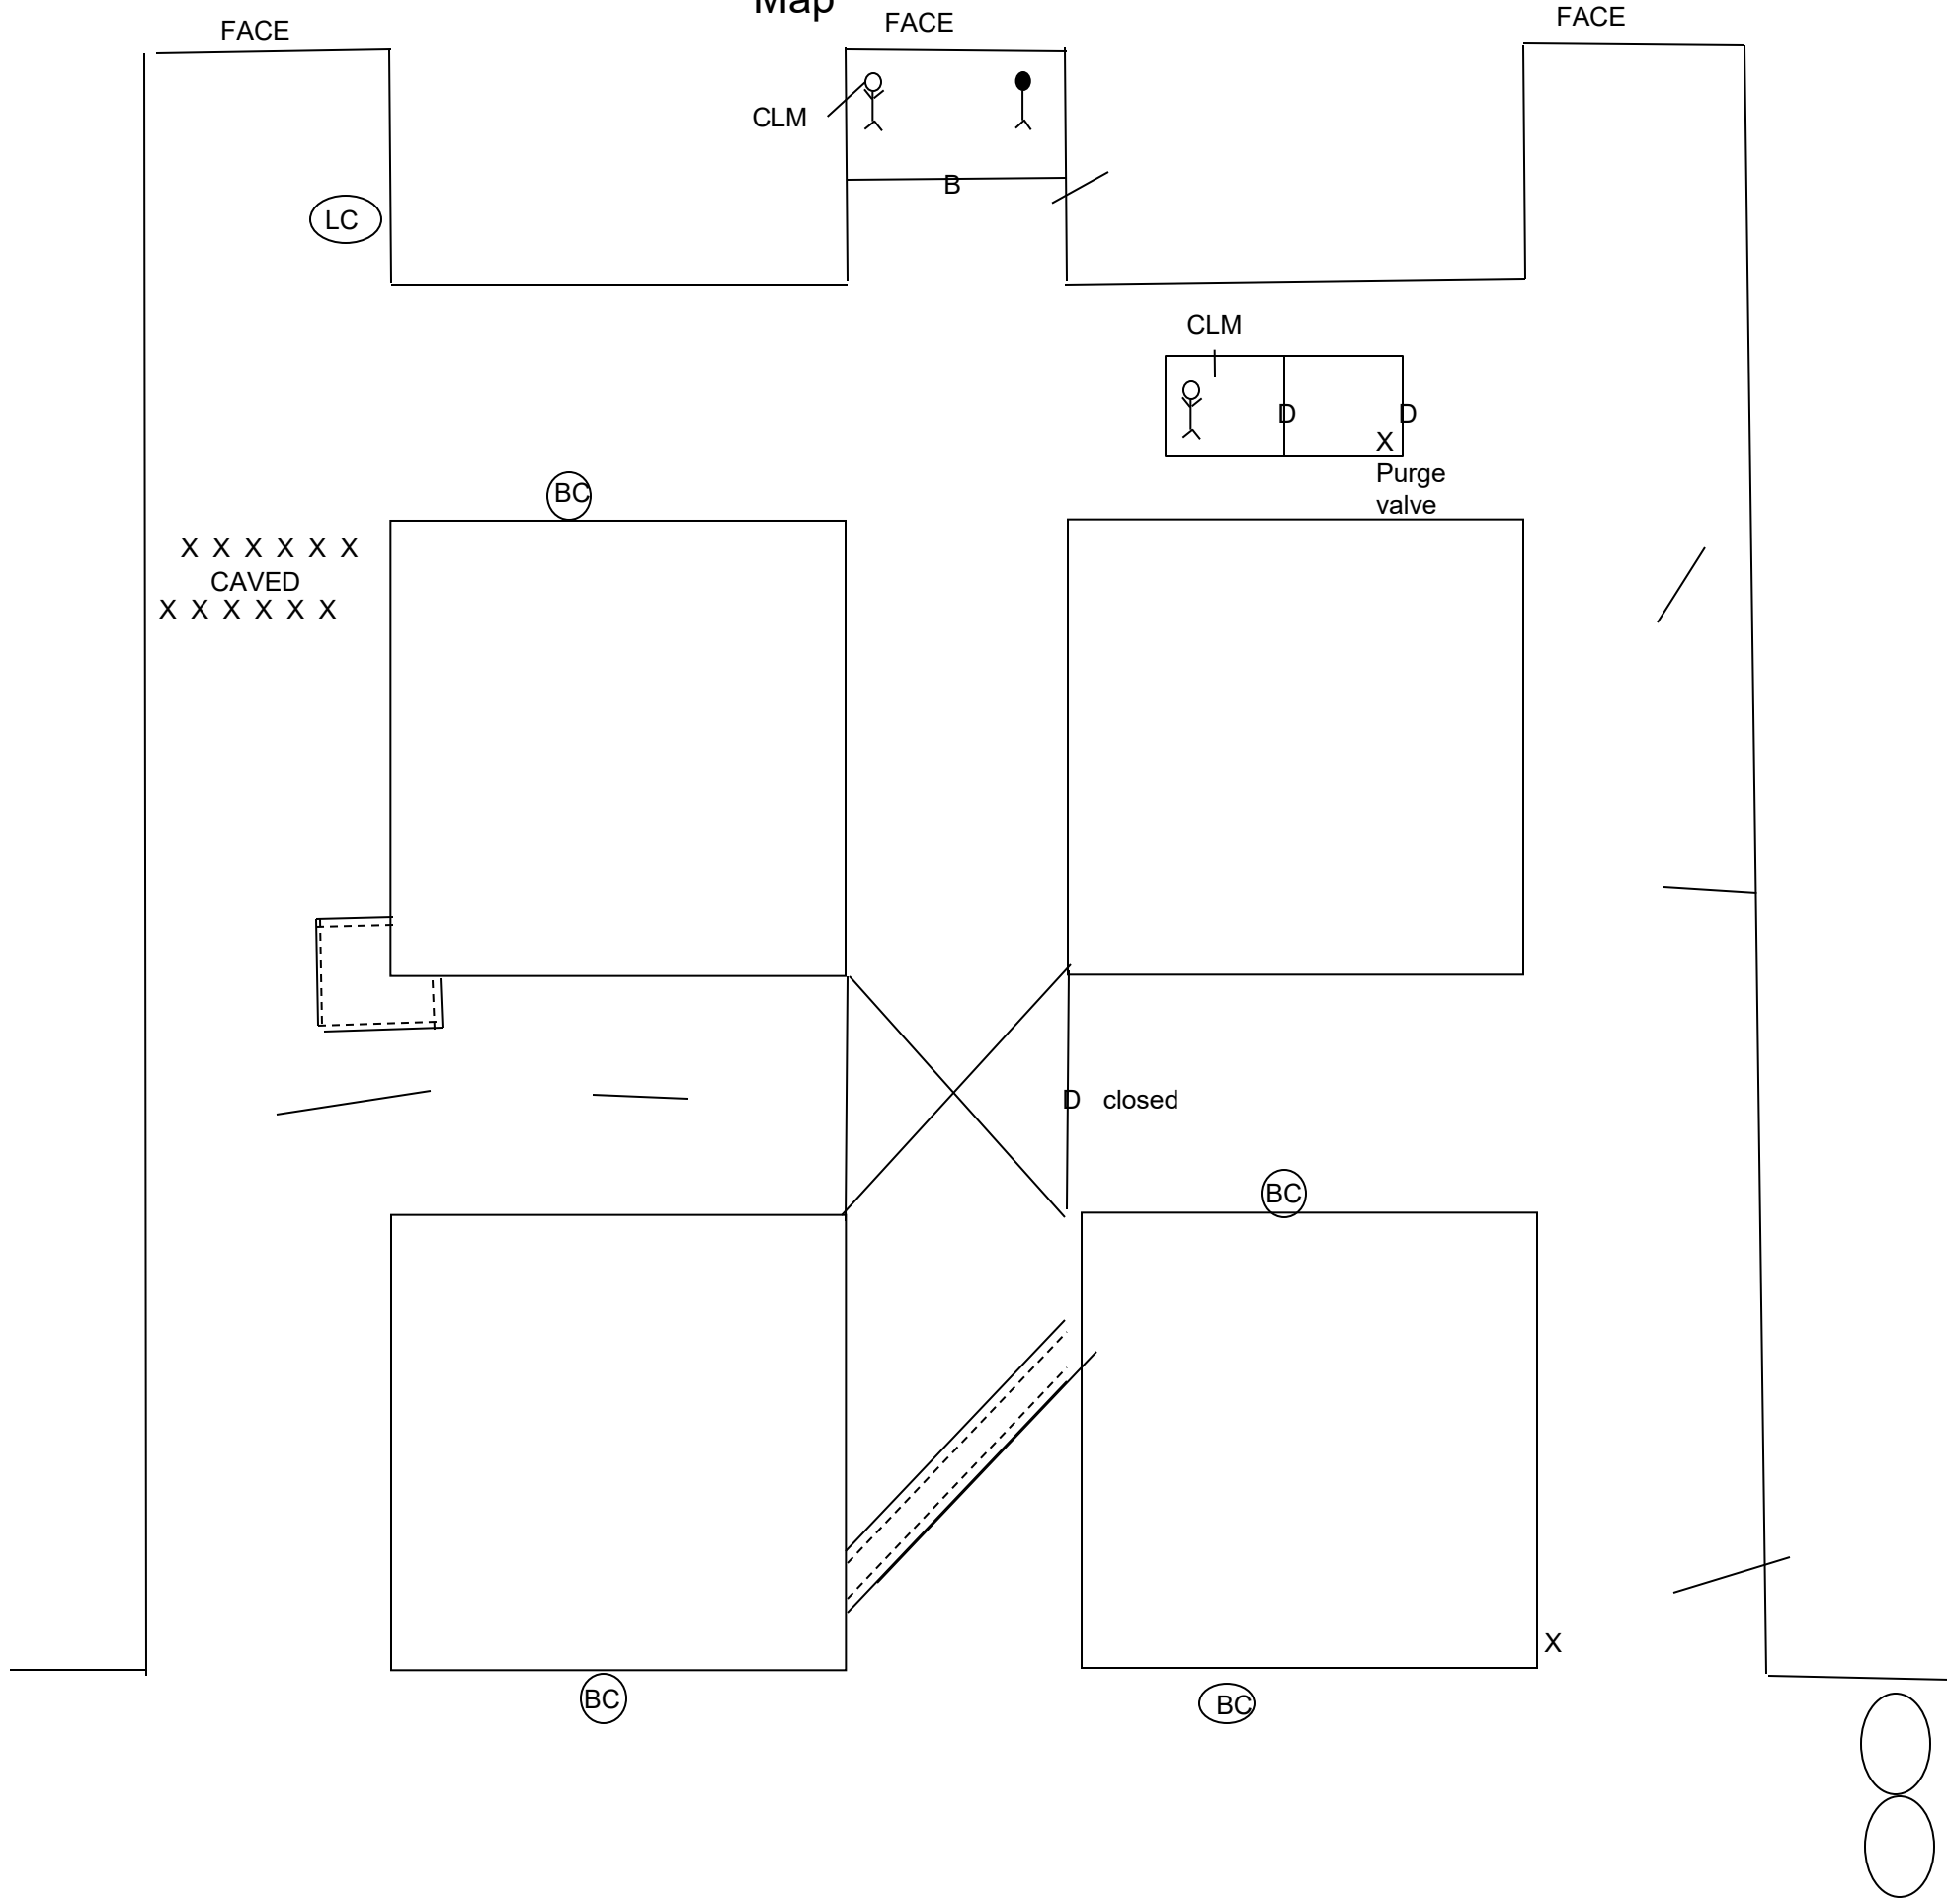 Map
FACE
FACE
FACE
CLM
B
LC
CLM
D
D
X
Purge
valve
BC
X X X X X X
CAVED
X X X X X X
D closed
BC
X
BC
BC